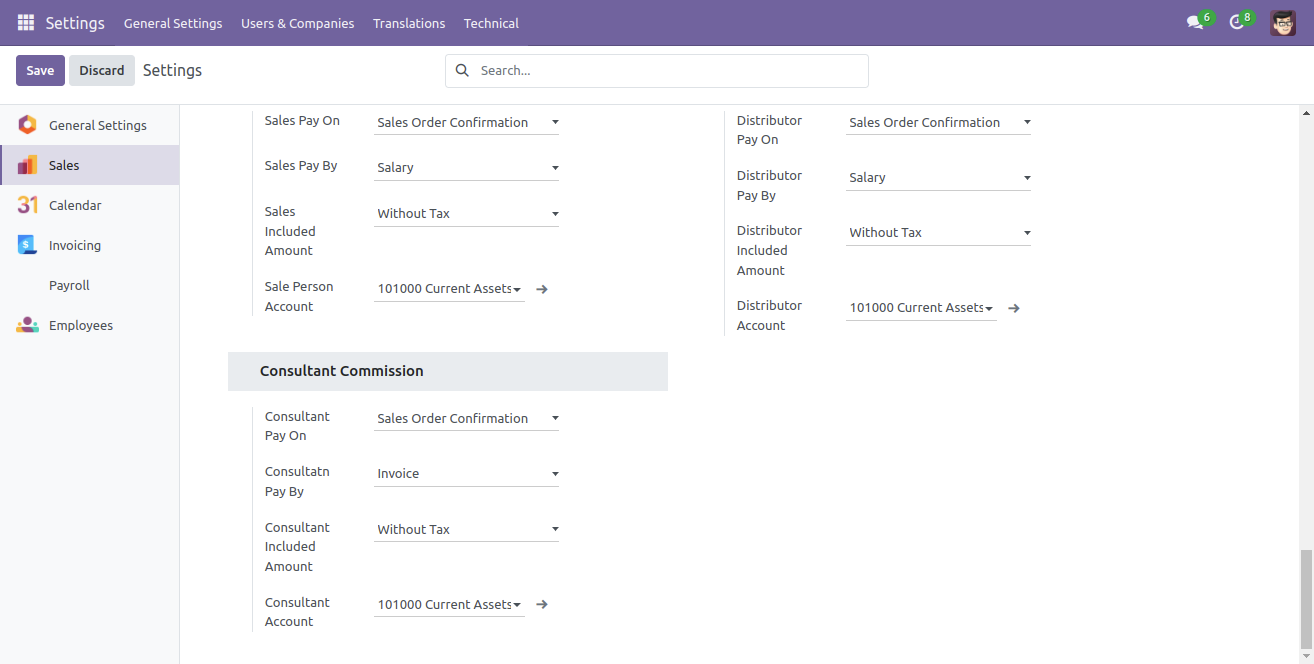 Settings General Settings Users & Companies Translations Technical 6 8
Save Discard Settings Search...
General Settings
Sales
31 Calendar
$ Invoicing
Payroll
Employees
Sales Pay On Sales Order Confirmation
Sales Pay By Salary
Sales
Included
Amount
Without Tax
Sale Person
Account
101000 Current Assets
Distributor
Pay On
Sales Order Confirmation
Distributor
Pay By
Salary
Distributor
Included
Amount
Without Tax
Distributor
Account
101000 Current Assets
Consultant Commission
Consultant
Pay On
Sales Order Confirmation
Consultatn
Pay By
Invoice
Consultant
Included
Amount
Without Tax
Consultant
Account
101000 Current Assets